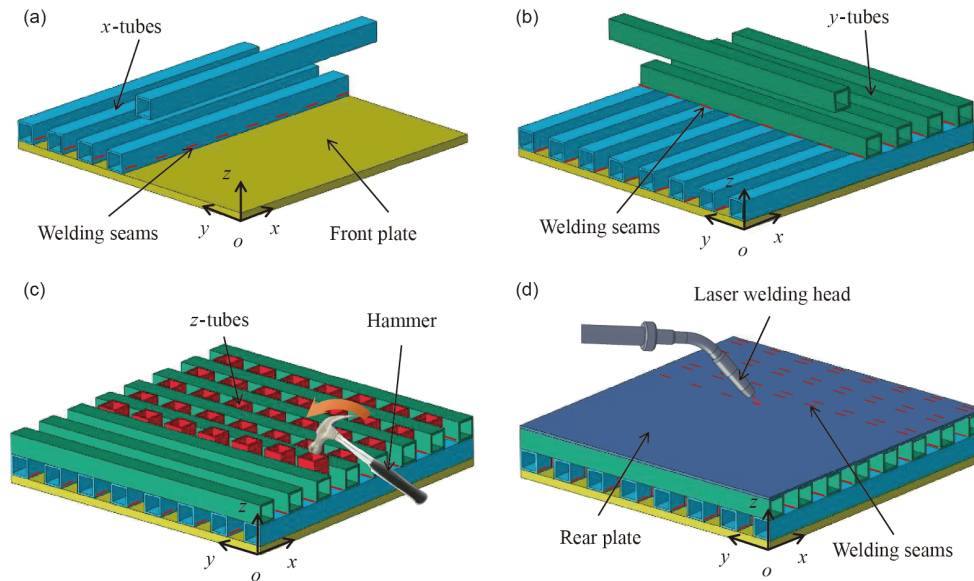 (a)
x-tubes
z
Welding seams
y
o
x
Front plate
(b)
y-tubes
Welding seams
z
y
o
x
(c)
z-tubes
Hammer
z
y
o
x
(d)
Laser welding head
Rear plate
z
y
o
x
Welding seams